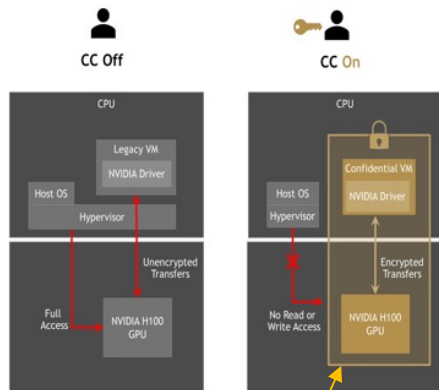 CC Off
CPU
Legacy VM
NVIDIA Driver
Host OS
Hypervisor
Full
Access
Unencrypted
Transfers
NVIDIA H100
GPU
CC On
CPU
Confidential VM
NVIDIA Driver
Host OS
Hypervisor
Encrypted
Transfers
No Read or
Write Access
NVIDIA H100
GPU